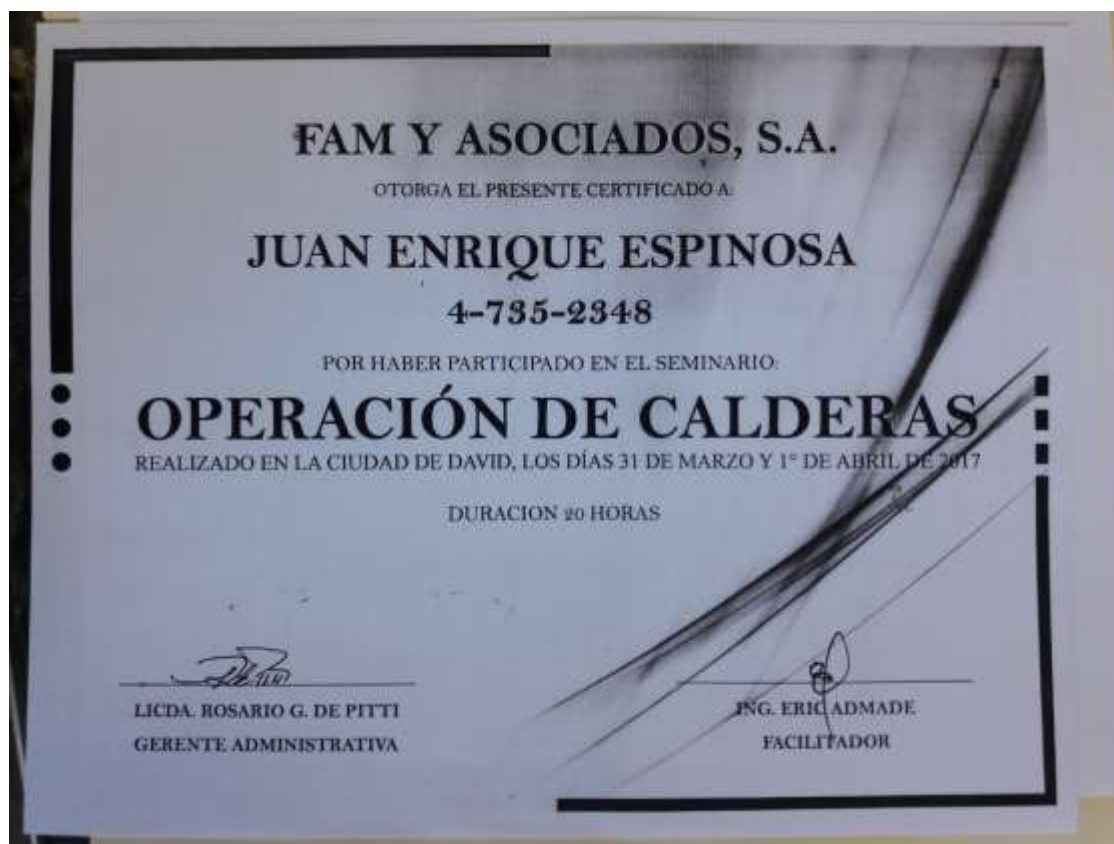 FAM Y ASOCIADOS, S.A.
OTORGA EL PRESENTE CERTIFICADO A:
JUAN ENRIQUE ESPINOSA
4-735-2348
POR HABER PARTICIPADO EN EL SEMINARIO:
OPERACIÓN DE CALDERAS
REALIZADO EN LA CIUDAD DE DAVID, LOS DÍAS 31 DE MARZO Y 1° DE ABRIL DE 2017
DURACION 20 HORAS
LICDA. ROSARIO G. DE PITTI
GERENTE ADMINISTRATIVA
ING. ERIC ADMADE
FACILITADOR